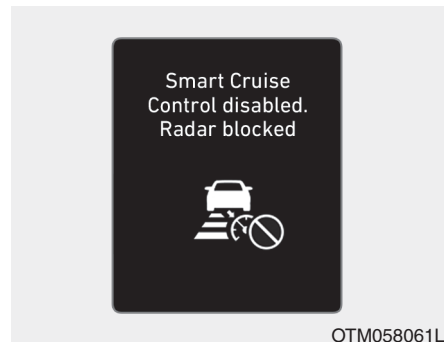 Smart Cruise
Control disabled.
Radar blocked
OTM058061L